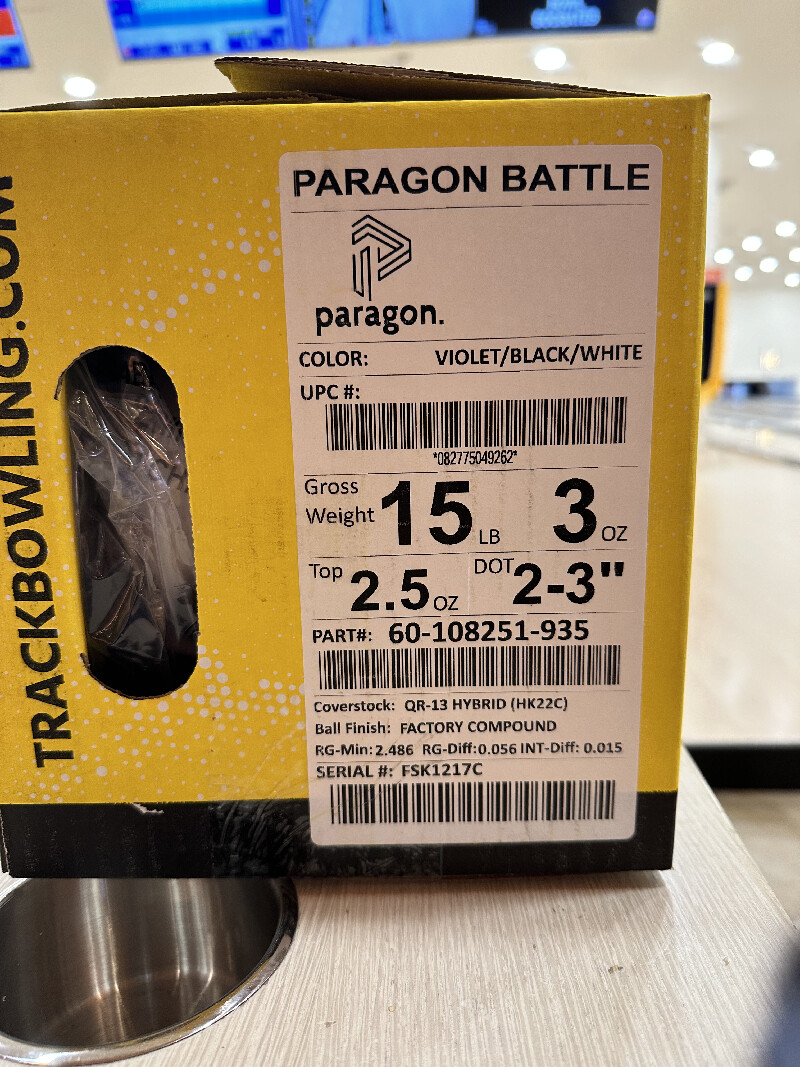 TRACKBOWLING.COM
PARAGON BATTLE
paragon.
COLOR: VIOLET/BLACK/WHITE
UPC #:
*082775049262*
Gross Weight 15 LB 3 OZ
Top 2.5 OZ DOT 2-3"
PART#: 60-108251-935
Coverstock: QR-13 HYBRID (HK22C)
Ball Finish: FACTORY COMPOUND
RG-Min: 2.486 RG-Diff: 0.056 INT-Diff: 0.015
SERIAL #: FSK1217C